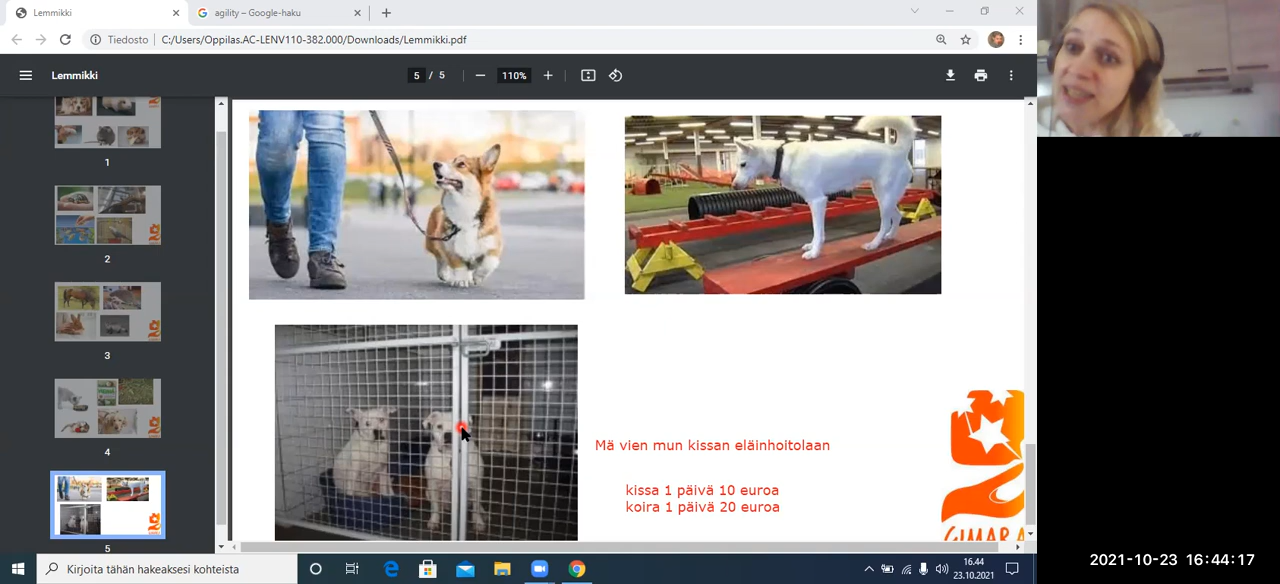 Lemmikki
agility – Google-haku
Tiedosto
C:/Users/Oppilas.AC-LENV110-382.000/Downloads/Lemmikki.pdf
Lemmikki
5 / 5
110%
1
2
3
4
5
Mä vien mun kissan eläinhoitolaan
kissa 1 päivä 10 euroa
koira 1 päivä 20 euroa
Kirjoita tähän hakeaksesi kohteista
16.44
23.10.2021
2021-10-23 16:44:17